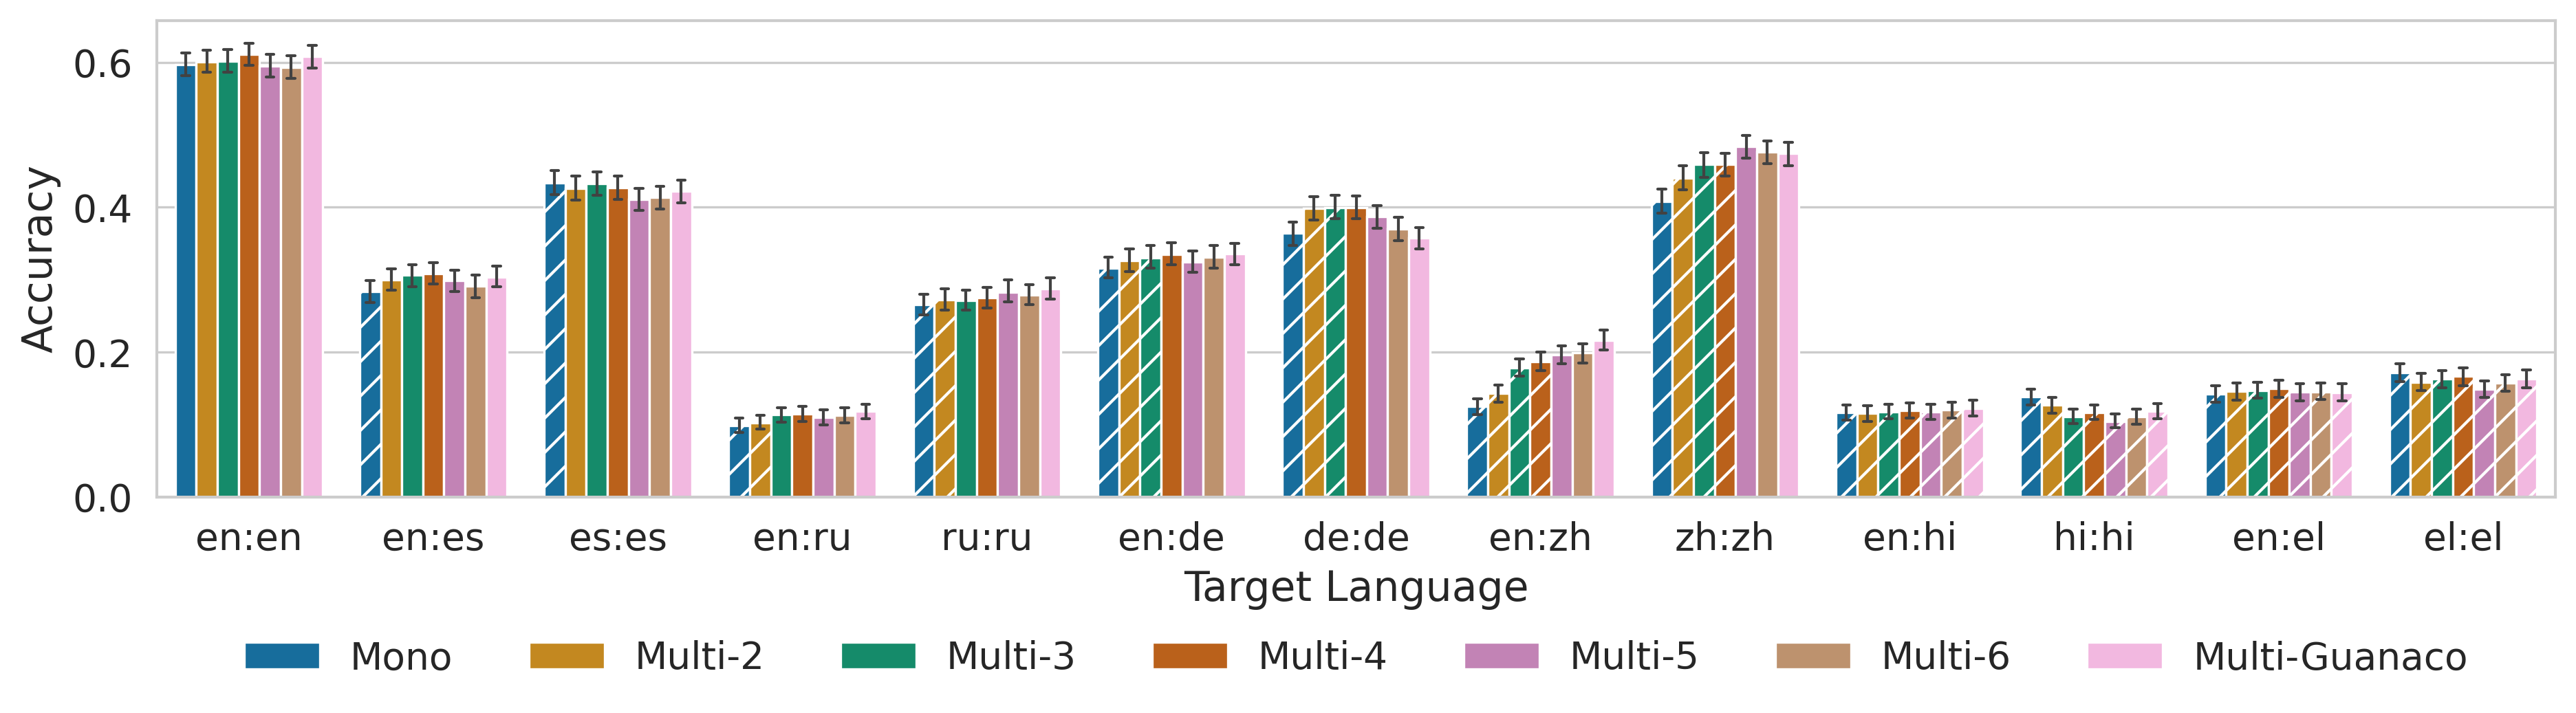 Accuracy
0.6
0.4
0.2
0.0
en:en en:es es:es en:ru ru:ru en:de de:de en:zh zh:zh en:hi hi:hi en:el el:el
Target Language
Mono Multi-2 Multi-3 Multi-4 Multi-5 Multi-6 Multi-Guanaco